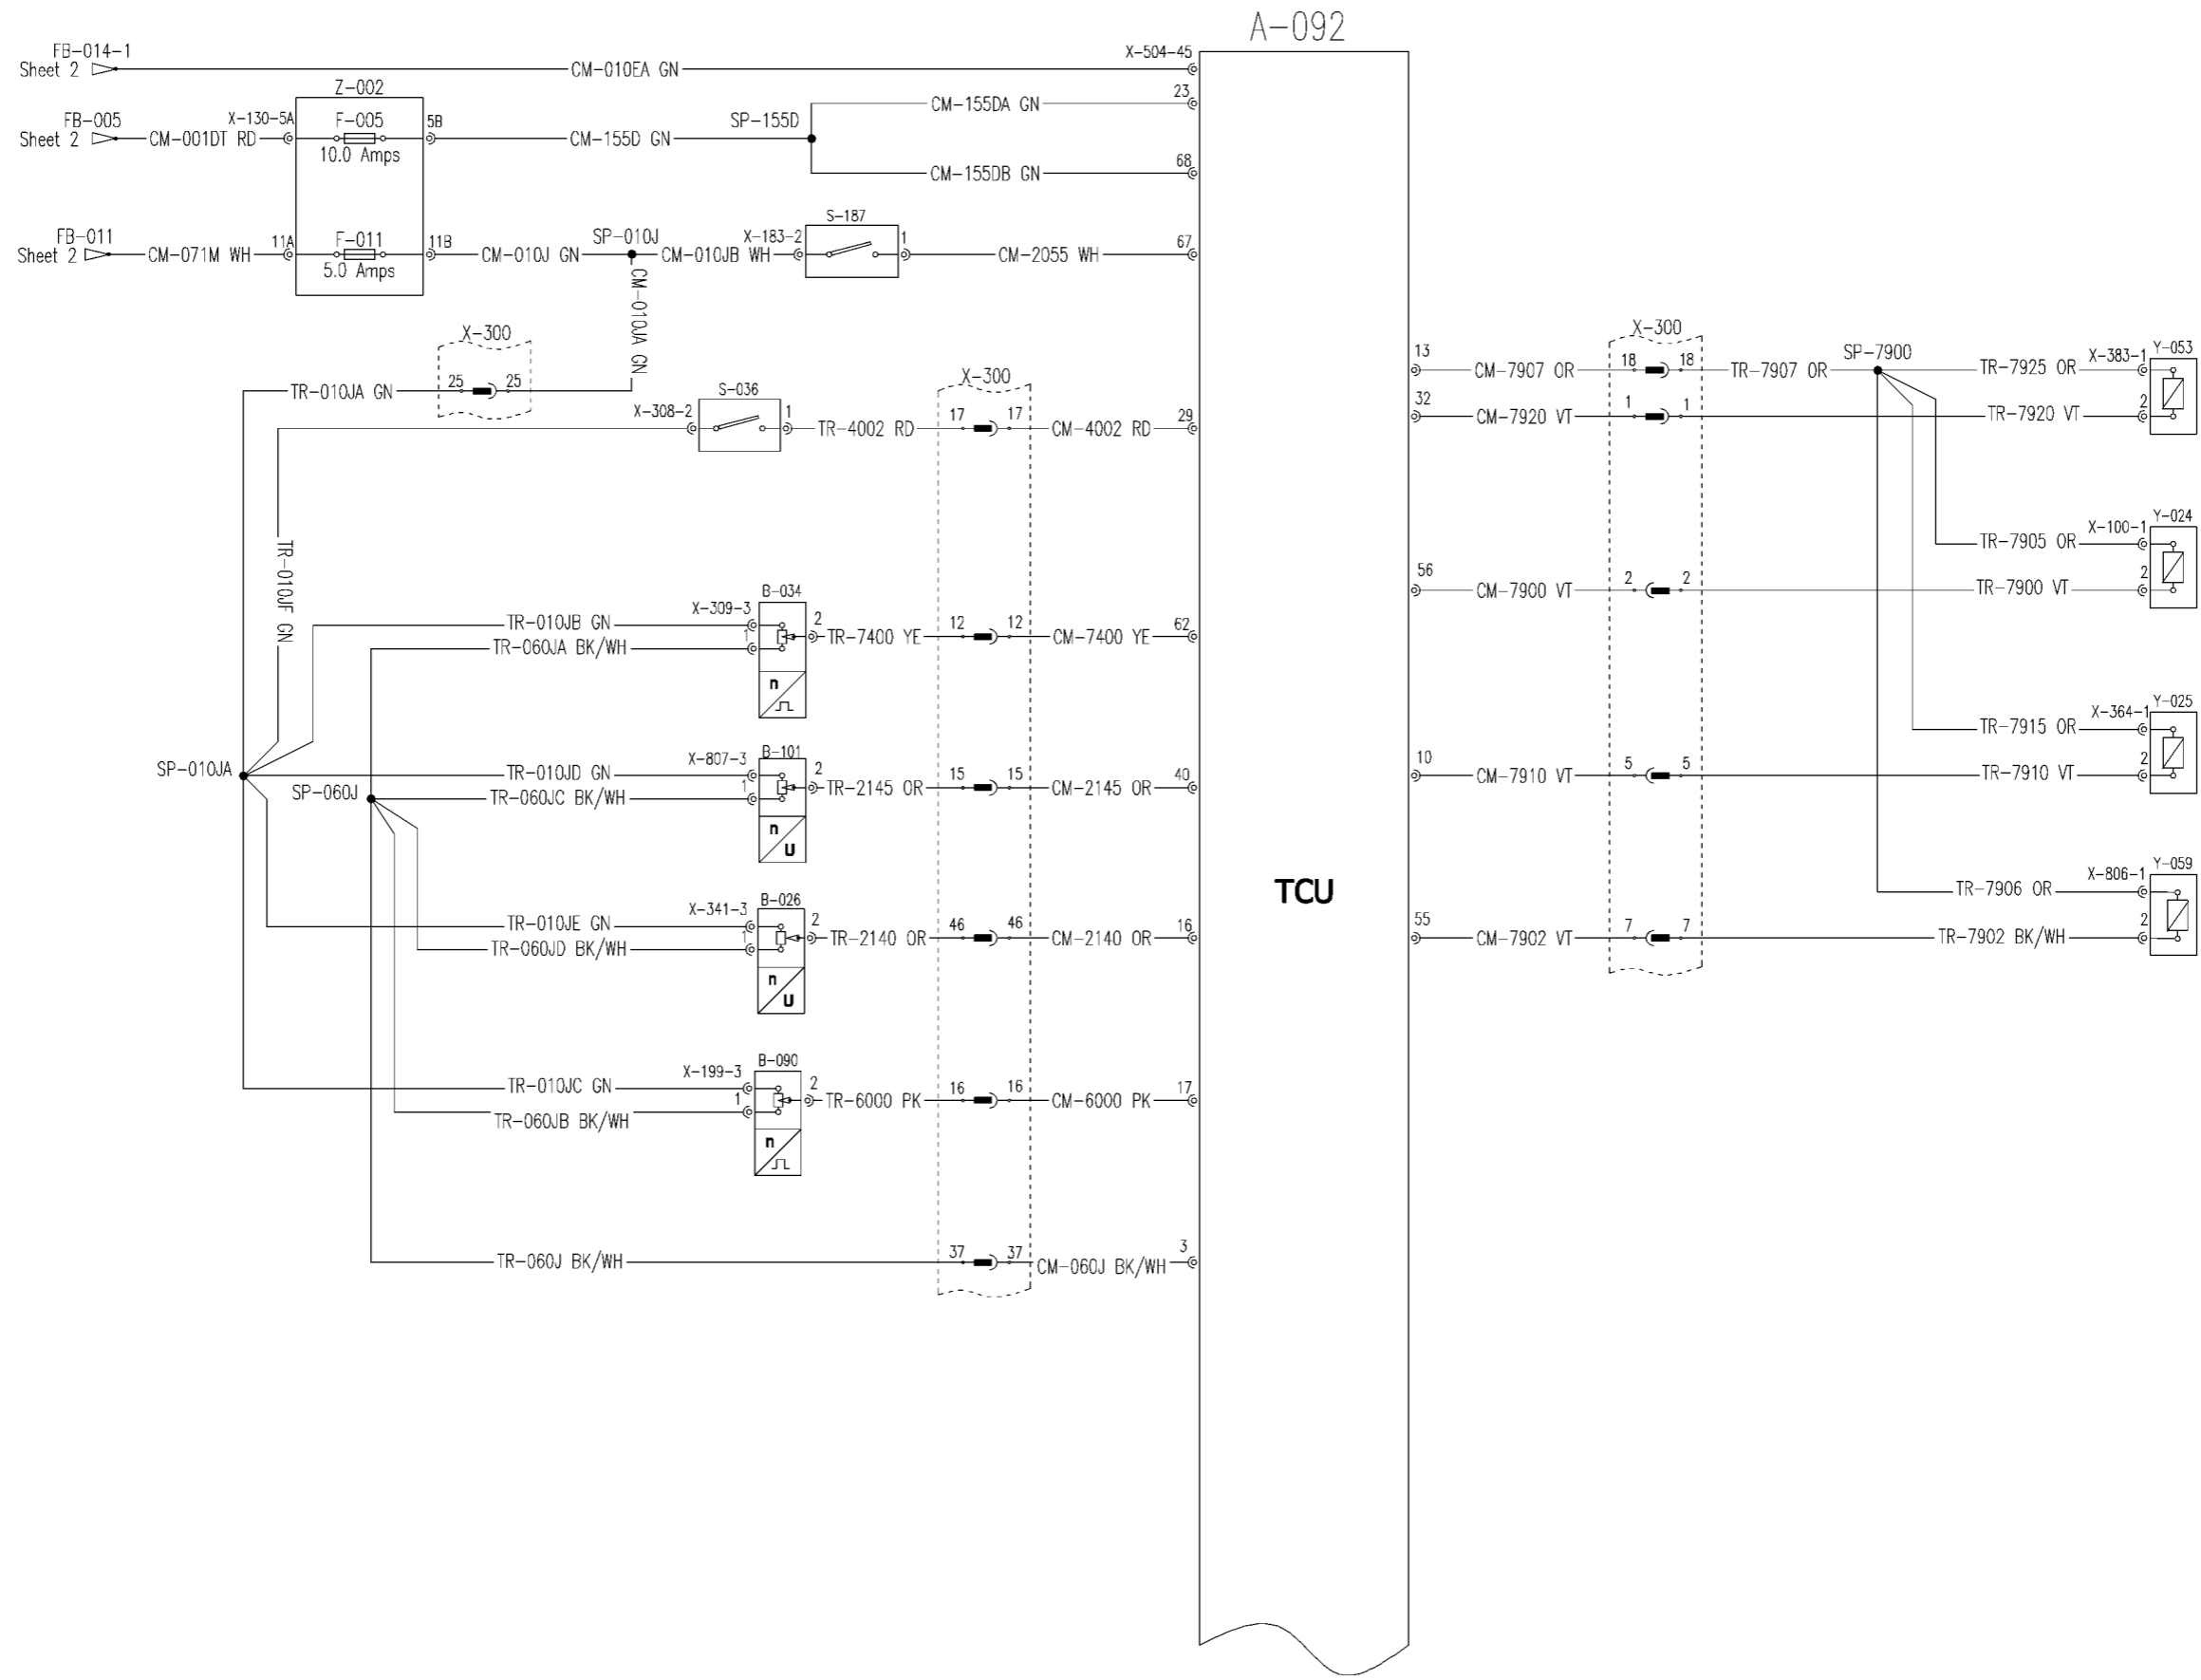 A-092
FB-014-1
Sheet 2
CM-010EA GN
X-504-45
Z-002
CM-155DA GN
23
FB-005
Sheet 2
CM-001DT RD
X-130-5A
F-005
10.0 Amps
5B
CM-155D GN
SP-155D
CM-155DB GN
68
FB-011
Sheet 2
CM-071M WH
11A
F-011
5.0 Amps
11B
CM-010J GN
SP-010J
CM-010JB WH
X-183-2
S-187
1
CM-2055 WH
67
CM-010JA GN
X-300
TR-010JA GN
25
25
X-308-2
S-036
1
TR-4002 RD
X-300
17
17
CM-4002 RD
29
TR-010JF GN
TR-010JB GN
TR-060JA BK/WH
X-309-3
1
B-034
2
n
TR-7400 YE
12
12
CM-7400 YE
62
SP-010JA
SP-060J
TR-010JD GN
TR-060JC BK/WH
X-807-3
1
B-101
2
n
U
TR-2145 OR
15
15
CM-2145 OR
40
TR-010JE GN
TR-060JD BK/WH
X-341-3
1
B-026
2
n
U
TR-2140 OR
46
46
CM-2140 OR
16
TR-010JC GN
TR-060JB BK/WH
X-199-3
1
B-090
2
n
TR-6000 PK
16
16
CM-6000 PK
17
TR-060J BK/WH
37
37
CM-060J BK/WH
3
TCU
13
CM-7907 OR
X-300
18
18
TR-7907 OR
SP-7900
TR-7925 OR
X-383-1
Y-053
32
CM-7920 VT
1
1
TR-7920 VT
2
TR-7905 OR
X-100-1
Y-024
56
CM-7900 VT
2
2
TR-7900 VT
2
TR-7915 OR
X-364-1
Y-025
10
CM-7910 VT
5
5
TR-7910 VT
2
TR-7906 OR
X-806-1
Y-059
55
CM-7902 VT
7
7
TR-7902 BK/WH
2